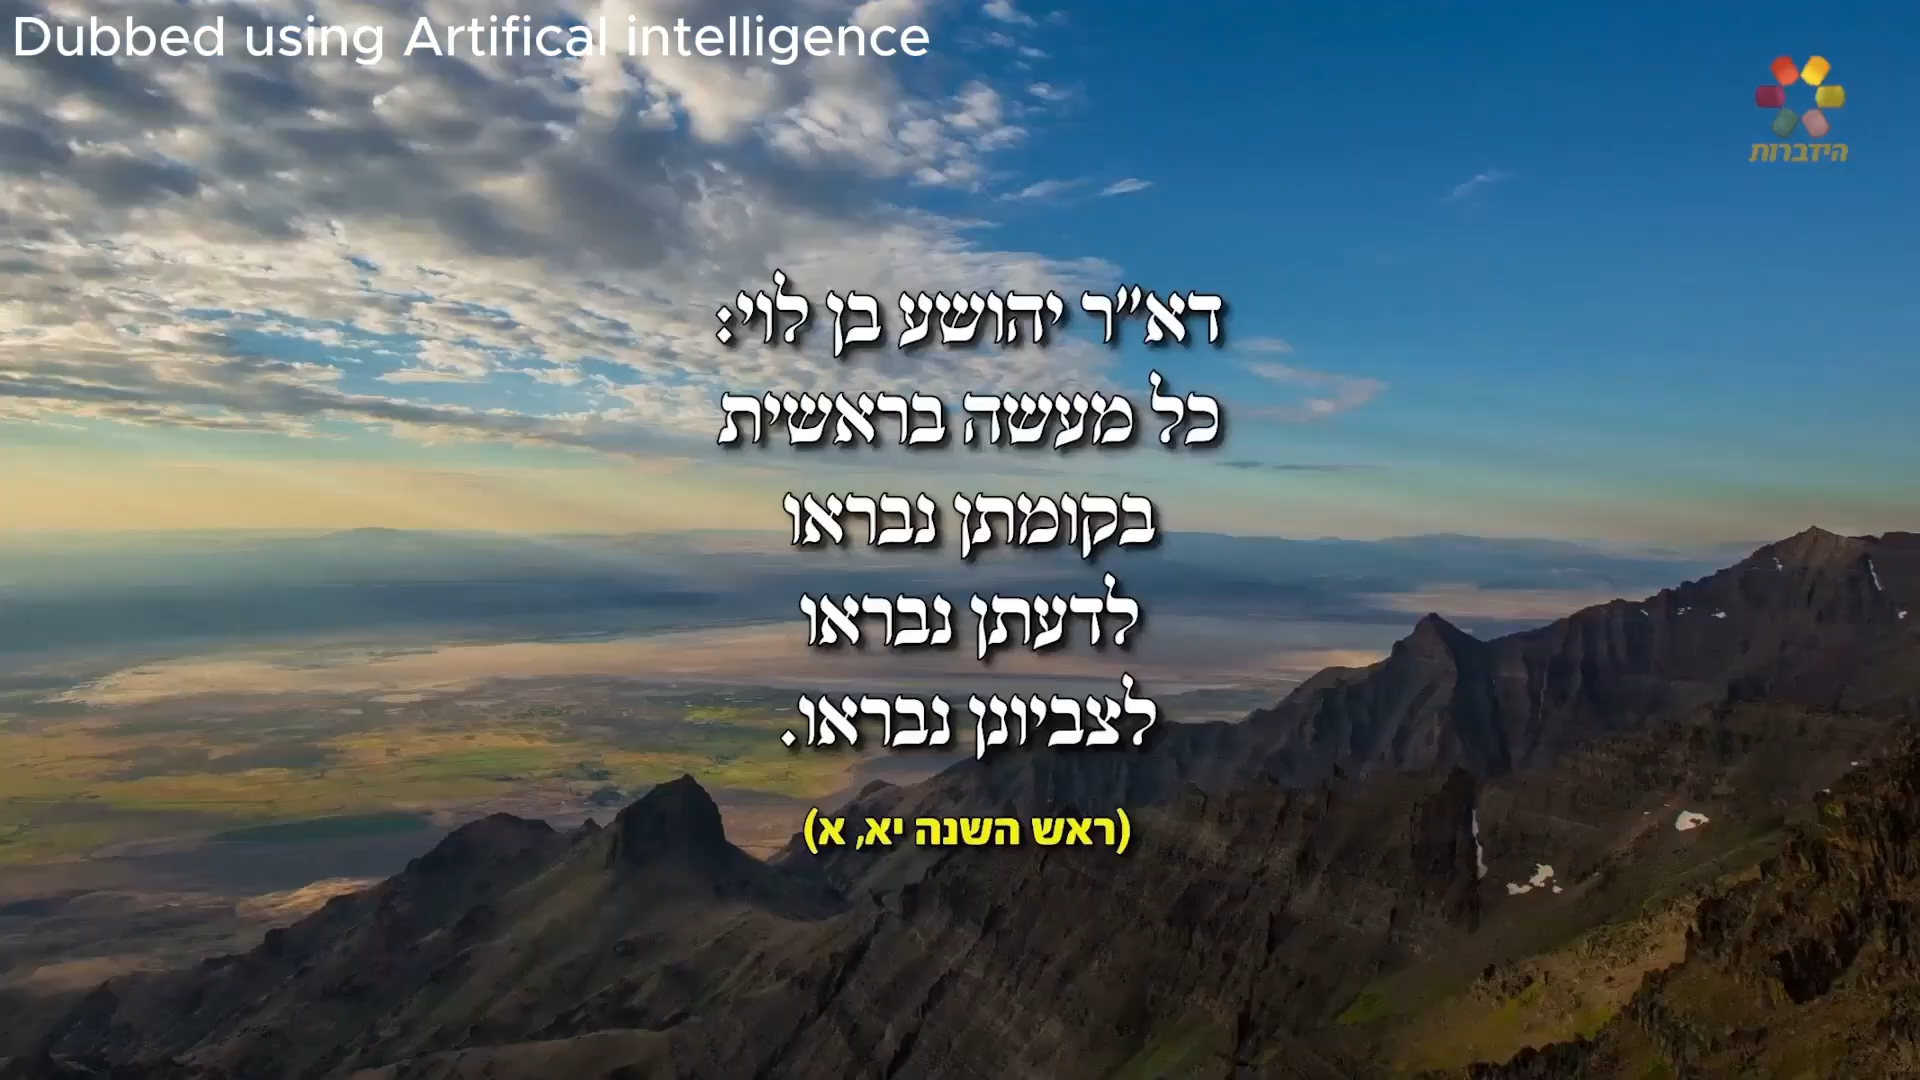 Dubbed using Artifical intelligence
הידברות
דא״ר יהושע בן לוי:
כל מעשה בראשית
בקומתן נבראו
לדעתן נבראו
לצביונן נבראו.
(ראש השנה יא, א)